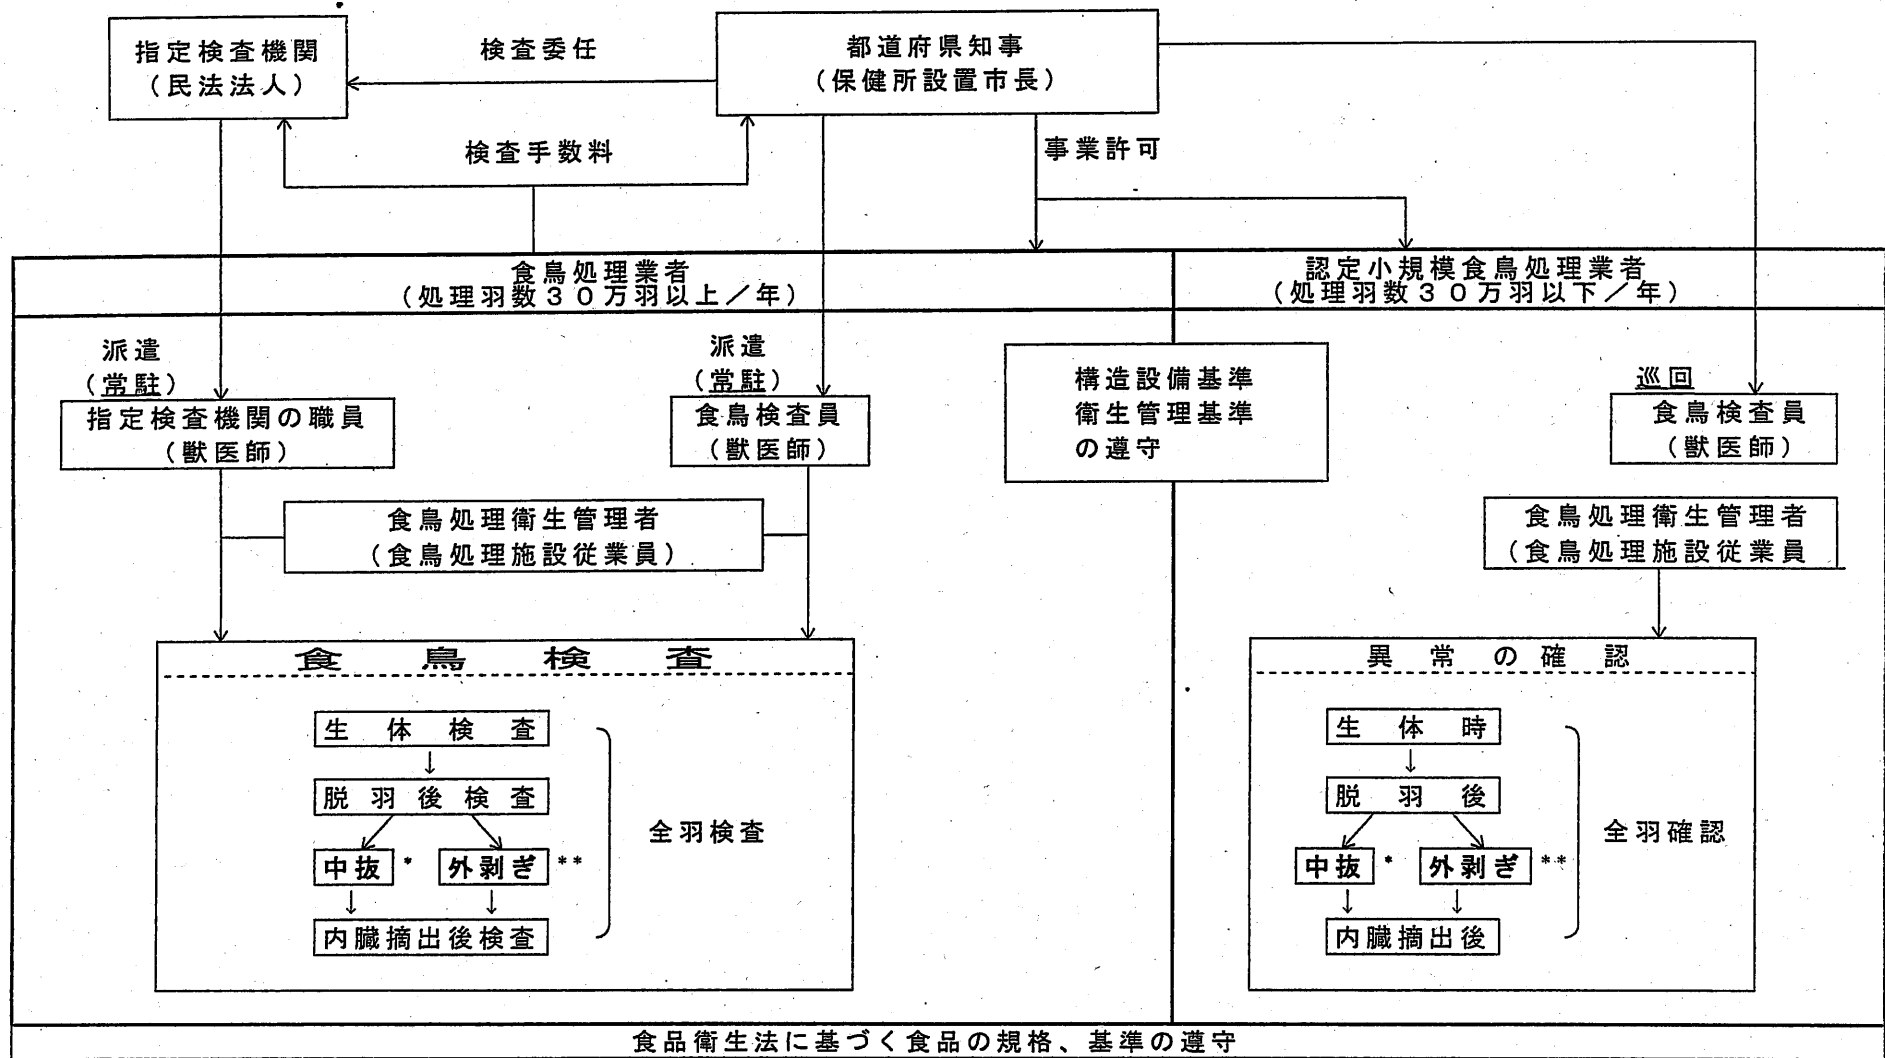 指定検査機関
（民法法人）
検査委任
都道府県知事
（保健所設置市長）
検査手数料
事業許可
食鳥処理業者
（処理羽数３０万羽以上／年）
認定小規模食鳥処理業者
（処理羽数３０万羽以下／年）
派遣
（常駐）
指定検査機関の職員
（獣医師）
派遣
（常駐）
食鳥検査員
（獣医師）
構造設備基準
衛生管理基準
の遵守
巡回
食鳥検査員
（獣医師）
食鳥処理衛生管理者
（食鳥処理施設従業員）
食鳥処理衛生管理者
（食鳥処理施設従業員
食鳥検査
生体検査
脱羽後検査
中抜 *
外剥ぎ **
内臓摘出後検査
全羽検査
異常の確認
生体時
脱羽後
中抜 *
外剥ぎ **
内臓摘出後
全羽確認
食品衛生法に基づく食品の規格、基準の遵守